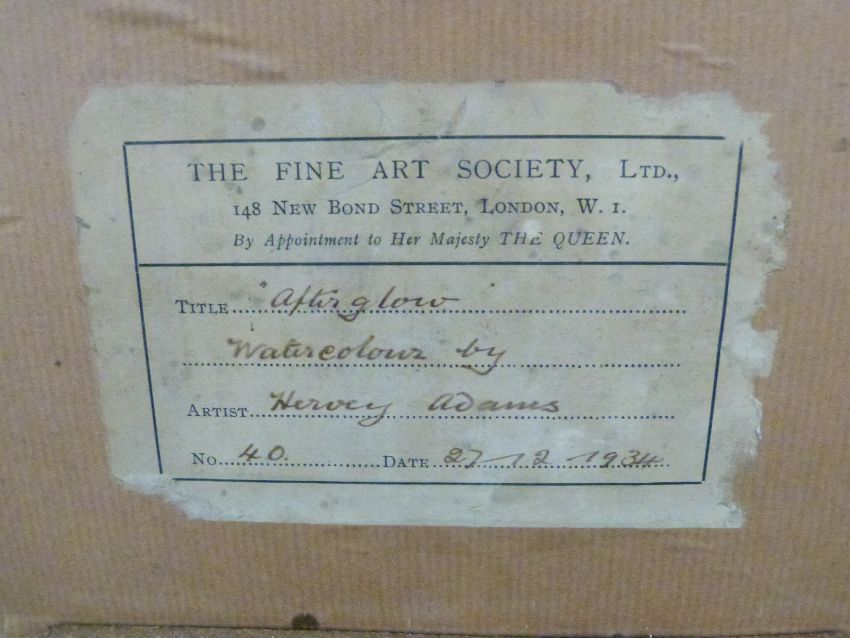 THE FINE ART SOCIETY, LTD.,
148 NEW BOND STREET, LONDON, W. 1.
By Appointment to Her Majesty THE QUEEN.
TITLE "Afterglow"
Watercolour by
ARTIST Hervey Adams
No. 40. DATE 27-12-1934